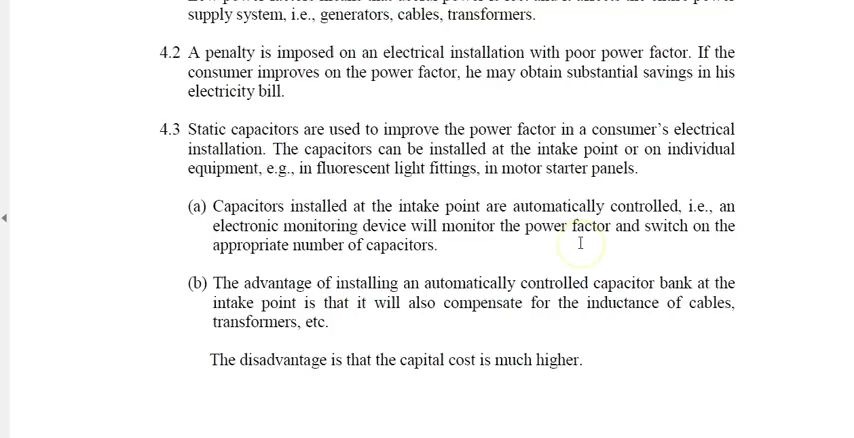 supply system, i.e., generators, cables, transformers.
4.2 A penalty is imposed on an electrical installation with poor power factor. If the
consumer improves on the power factor, he may obtain substantial savings in his
electricity bill.
4.3 Static capacitors are used to improve the power factor in a consumer’s electrical
installation. The capacitors can be installed at the intake point or on individual
equipment, e.g., in fluorescent light fittings, in motor starter panels.
(a) Capacitors installed at the intake point are automatically controlled, i.e., an
electronic monitoring device will monitor the power factor and switch on the
appropriate number of capacitors.
(b) The advantage of installing an automatically controlled capacitor bank at the
intake point is that it will also compensate for the inductance of cables,
transformers, etc.
The disadvantage is that the capital cost is much higher.